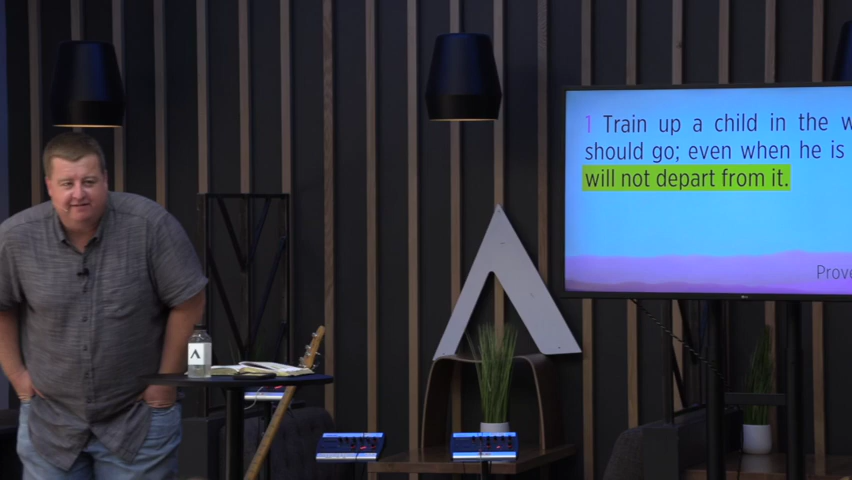 1 Train up a child in the
should go; even when he is
will not depart from it.